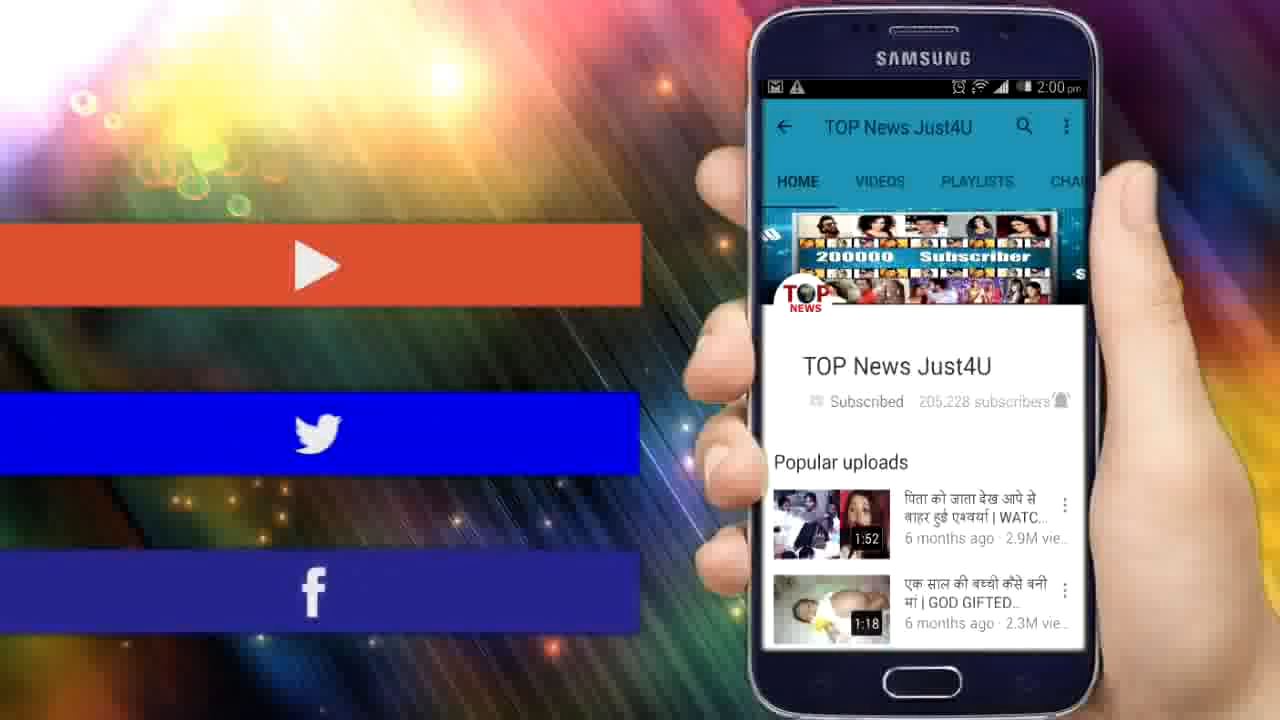 SAMSUNG
2:00 pm
TOP News Just4U
HOME VIDEOS PLAYLISTS CHA
200000 Subscriber
TOP
NEWS
TOP News Just4U
Subscribed 205,228 subscribers
Popular uploads
पिता को जाता देख आपे से
बाहर हुई एश्वर्या | WATC...
6 months ago · 2.9M vie..
1:52
एक साल की बच्ची कैसे बनी
मां | GOD GIFTED..
6 months ago · 2.3M vie..
1:18